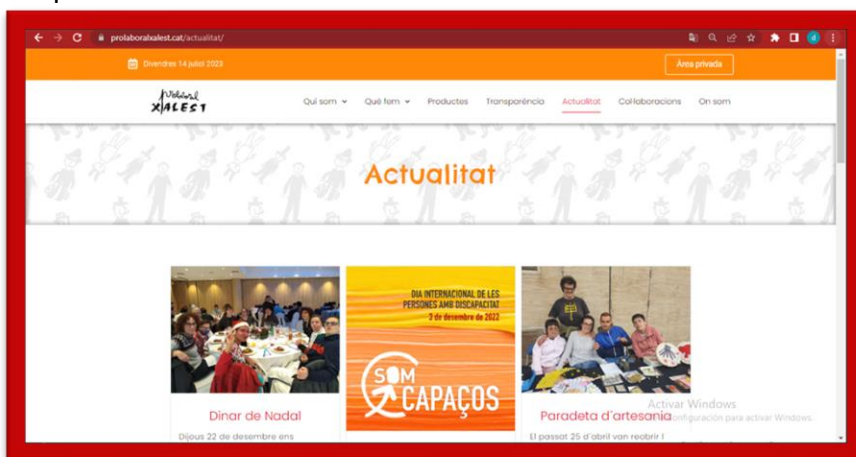 prolaboralxalest.cat/actualitat/
Divendres 14 juliol 2023
Àrea privada
Prolaboral
XALEST
Qui som
Què fem
Productes
Transparència
Actualitat
Col·laboracions
On som
Actualitat
DIA INTERNACIONAL DE LES
PERSONES AMB DISCAPACITAT
3 de desembre de 2022
SOM
CAPAÇOS
Dinar de Nadal
Dijous 22 de desembre ens
Paradeta d´artesania
El passat 25 d´abril van reobrir l
Activar Windows
configuración para activar Windows.